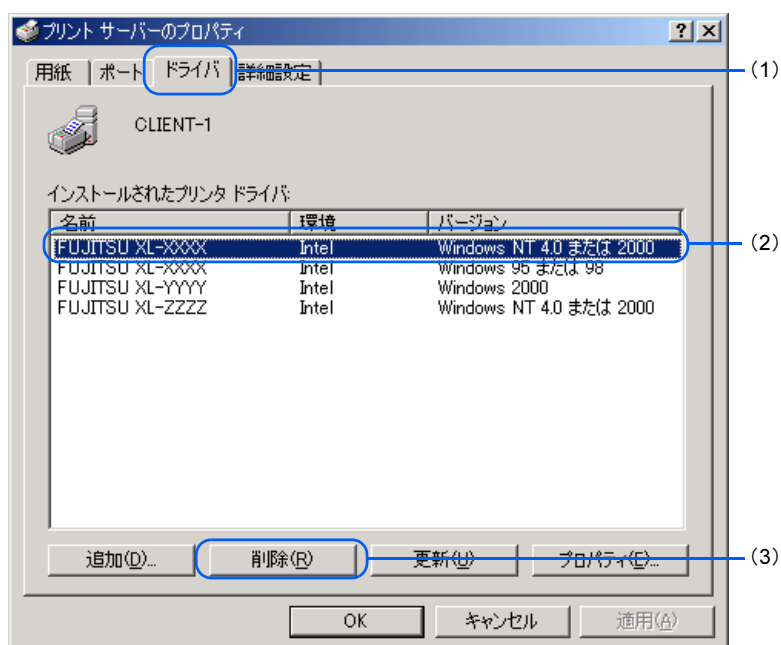 プリント サーバーのプロパティ
用紙 ポート ドライバ 詳細設定
(1)
CLIENT-1
インストールされたプリンタ ドライバ:
名前 環境 バージョン
FUJITSU XL-XXXX Intel Windows NT 4.0 または 2000
(2)
FUJITSU XL-XXXX Intel Windows 95 または 98
FUJITSU XL-YYYY Intel Windows 2000
FUJITSU XL-ZZZZ Intel Windows NT 4.0 または 2000
追加(D)... 削除(R) 更新(U) プロパティ(E)...
(3)
OK キャンセル 適用(A)